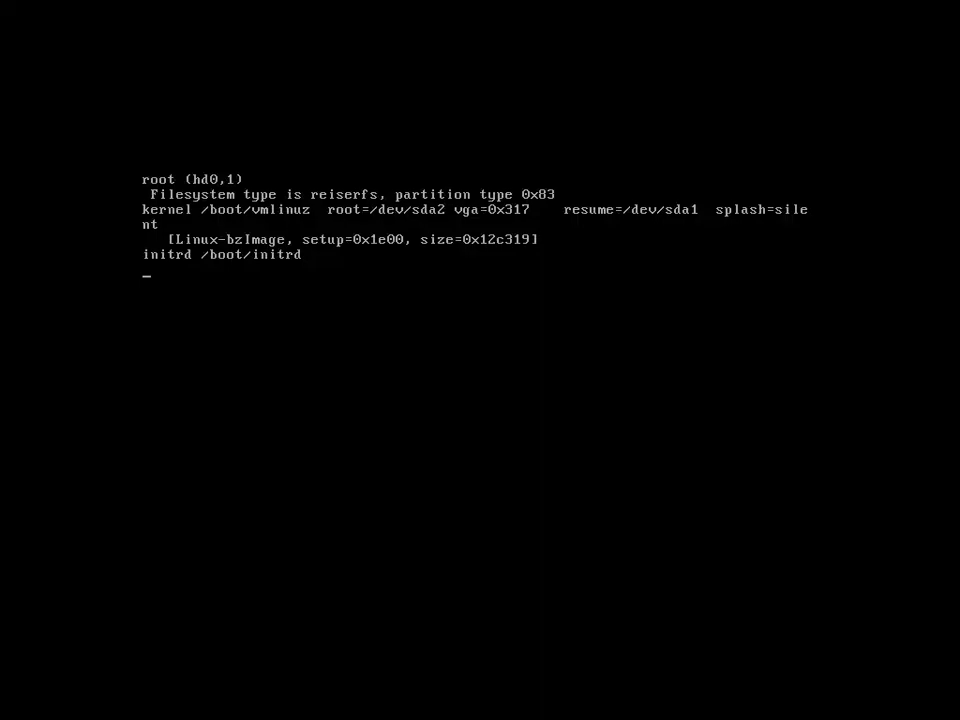 root (hd0,1)
 Filesystem type is reiserfs, partition type 0x83
kernel /boot/vmlinuz  root=/dev/sda2 vga=0x317    resume=/dev/sda1  splash=sile
nt
   [Linux-bzImage, setup=0x1e00, size=0x12c319]
initrd /boot/initrd
_